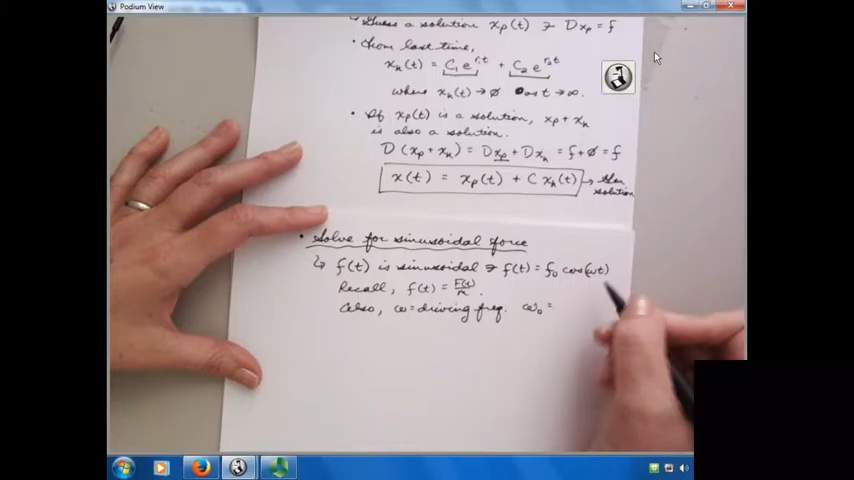 Podium View
Guess a solution xp(t) ∋ Dxp = f
• From last time,
xh(t) = C1 e^r1t + C2 e^r2t
where xh(t) → ∅ as t → ∞.
• If xp(t) is a solution, xp + xh
is also a solution.
D (xp + xh) = Dxp + Dxh = f + ∅ = f
x(t) = xp(t) + C xh(t) → the
solution
• Solve for sinusoidal force
↳ f(t) is sinusoidal ∋ f(t) = f0 cos(ωt)
Recall, f(t) = F(t)/m.
Also, ω = driving freq. ω0 =